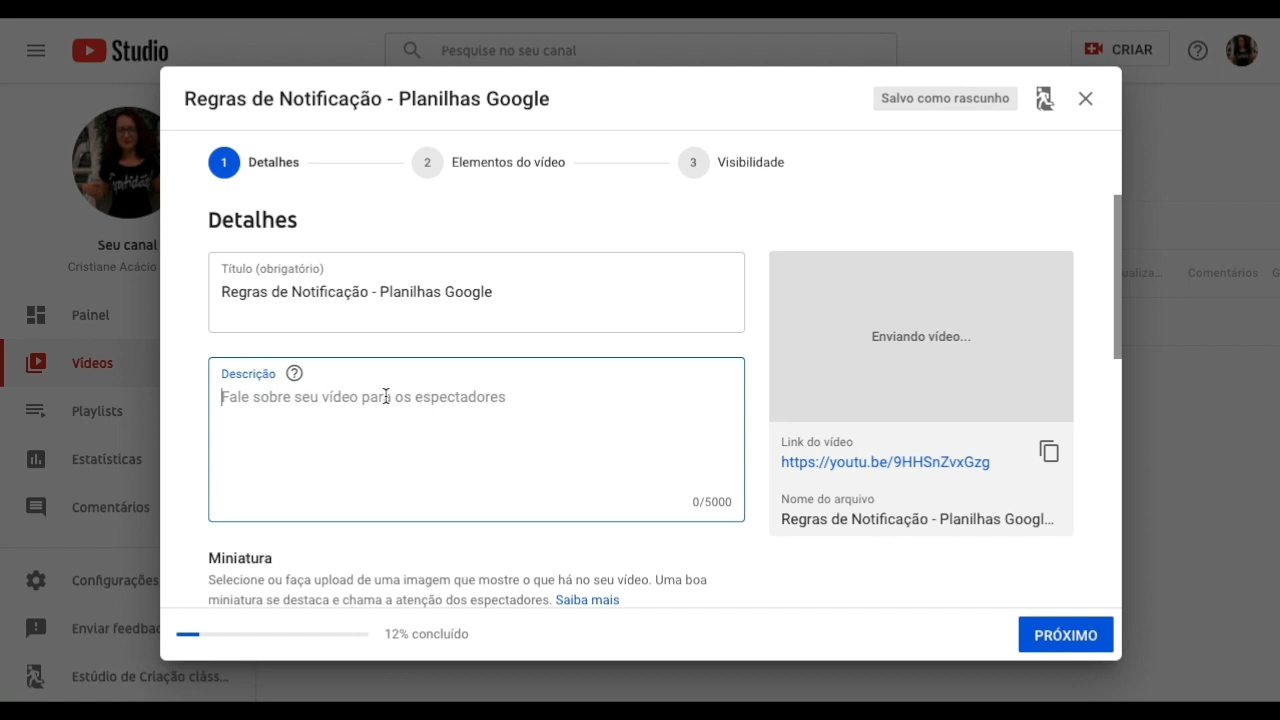 Studio
Pesquise no seu canal
CRIAR
Regras de Notificação - Planilhas Google
Salvo como rascunho
1 Detalhes
2 Elementos do vídeo
3 Visibilidade
Seu canal
Cristiane Acácio
Painel
Vídeos
Playlists
Estatísticas
Comentários
Configurações
Enviar feedba
Estúdio de Criação cláss...
Detalhes
Título (obrigatório)
Regras de Notificação - Planilhas Google
Descrição
Fale sobre seu vídeo para os espectadores
0/5000
Miniatura
Selecione ou faça upload de uma imagem que mostre o que há no seu vídeo. Uma boa
miniatura se destaca e chama a atenção dos espectadores. Saiba mais
Enviando vídeo...
Link do vídeo
https://youtu.be/9HHSnZvxGzg
Nome do arquivo
Regras de Notificação - Planilhas Googl...
ualiza...
Comentários
12% concluído
PRÓXIMO